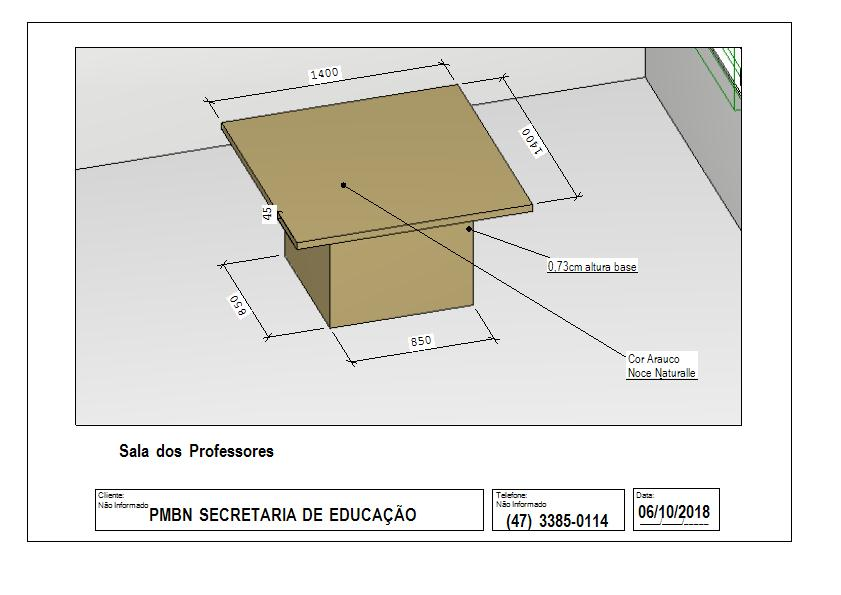 1400
1400
45
0,73cm altura base
850
850
Cor Arauco
Noce Naturalle
Sala dos Professores
Cliente:
Não Informado
PMBN SECRETARIA DE EDUCAÇÃO
Telefone:
Não Informado
(47) 3385-0114
Data:
06/10/2018